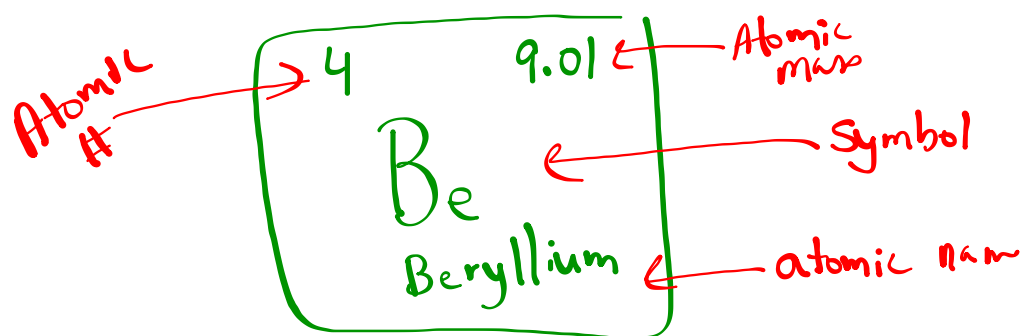 4 9.01
Atomic
mass
Atomic
#
Be
Symbol
Beryllium
atomic nam